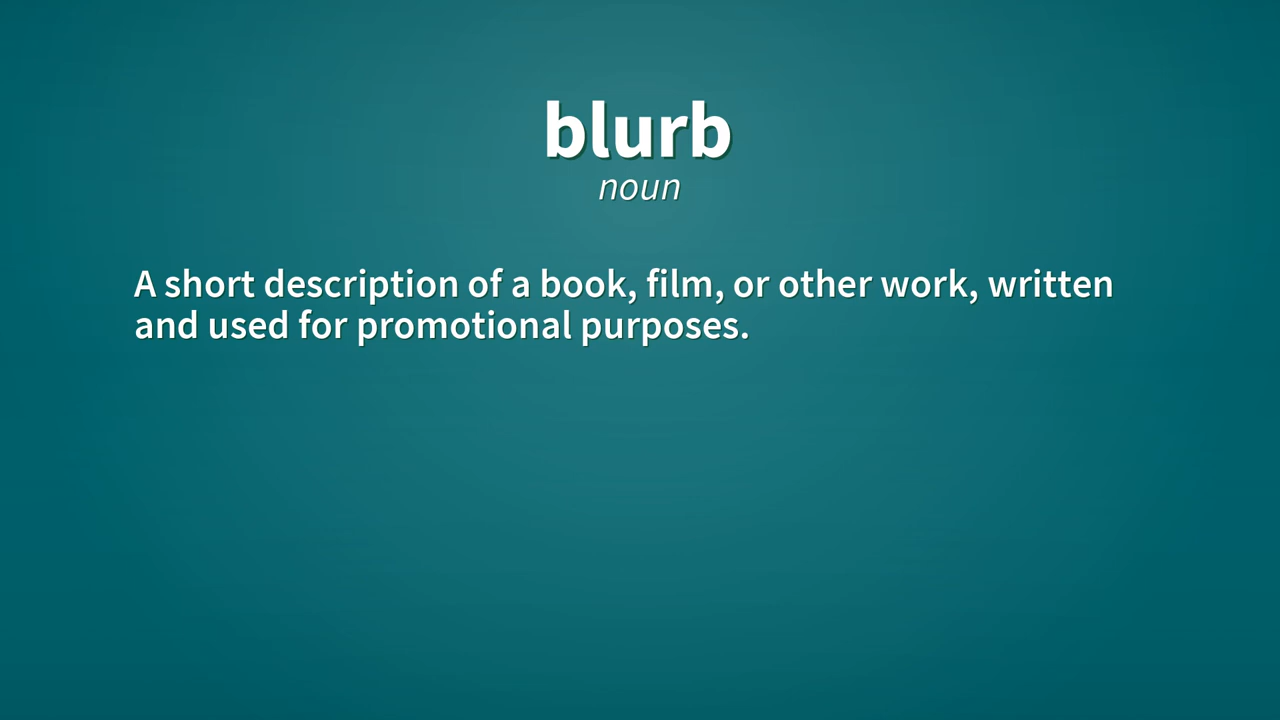 blurb
noun
A short description of a book, film, or other work, written
and used for promotional purposes.